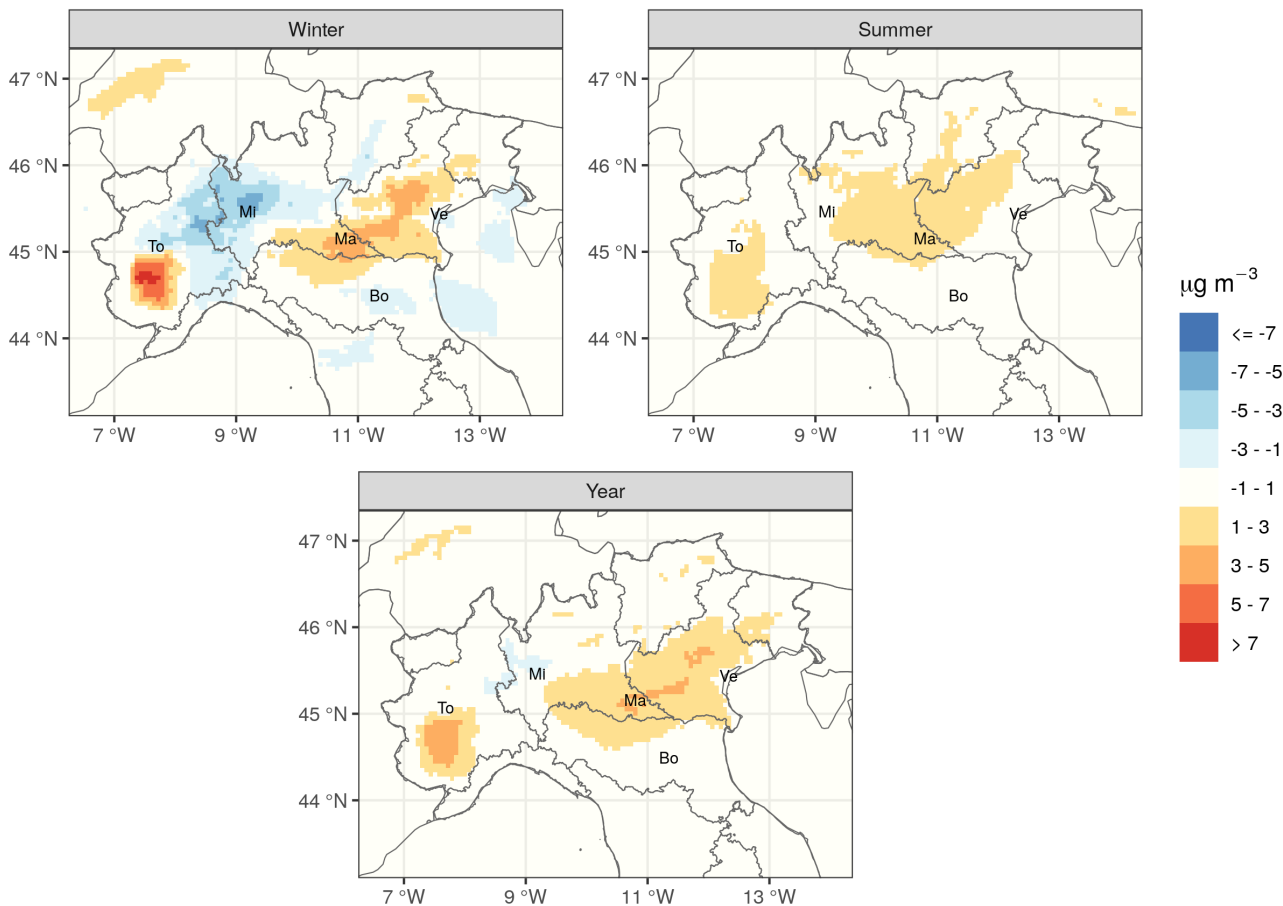 Winter
Summer
47 °N
46 °N
45 °N
44 °N
Mi
To
Ma
Ve
Bo
7 °W
9 °W
11 °W
13 °W
47 °N
46 °N
45 °N
44 °N
Mi
To
Ma
Ve
Bo
7 °W
9 °W
11 °W
13 °W
μg m⁻³
<= -7
-7 - -5
-5 - -3
-3 - -1
-1 - 1
1 - 3
3 - 5
5 - 7
> 7
Year
47 °N
46 °N
45 °N
44 °N
Mi
To
Ma
Ve
Bo
7 °W
9 °W
11 °W
13 °W